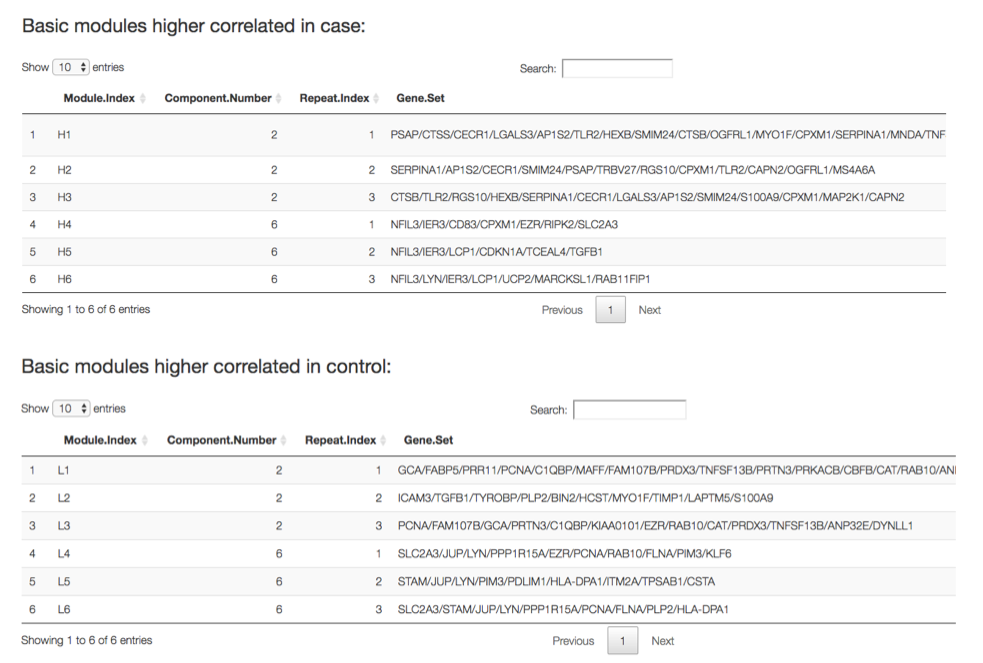 Basic modules higher correlated in case:
Show 10 entries Search:
Module.Index Component.Number Repeat.Index Gene.Set
1 H1 2 1 PSAP/CTSS/CECR1/LGALS3/AP1S2/TLR2/HEXB/SMIM24/CTSB/OGFRL1/MYO1F/CPXM1/SERPINA1/MNDA/TNF
2 H2 2 2 SERPINA1/AP1S2/CECR1/SMIM24/PSAP/TRBV27/RGS10/CPXM1/TLR2/CAPN2/OGFRL1/MS4A6A
3 H3 2 3 CTSB/TLR2/RGS10/HEXB/SERPINA1/CECR1/LGALS3/AP1S2/SMIM24/S100A9/CPXM1/MAP2K1/CAPN2
4 H4 6 1 NFIL3/IER3/CD83/CPXM1/EZR/RIPK2/SLC2A3
5 H5 6 2 NFIL3/IER3/LCP1/CDKN1A/TCEAL4/TGFB1
6 H6 6 3 NFIL3/LYN/IER3/LCP1/UCP2/MARCKSL1/RAB11FIP1
Showing 1 to 6 of 6 entries Previous 1 Next
Basic modules higher correlated in control:
Show 10 entries Search:
Module.Index Component.Number Repeat.Index Gene.Set
1 L1 2 1 GCA/FABP5/PRR11/PCNA/C1QBP/MAFF/FAM107B/PRDX3/TNFSF13B/PRTN3/PRKACB/CBFB/CAT/RAB10/ANI
2 L2 2 2 ICAM3/TGFB1/TYROBP/PLP2/BIN2/HCST/MYO1F/TIMP1/LAPTM5/S100A9
3 L3 2 3 PCNA/FAM107B/GCA/PRTN3/C1QBP/KIAA0101/EZR/RAB10/CAT/PRDX3/TNFSF13B/ANP32E/DYNLL1
4 L4 6 1 SLC2A3/JUP/LYN/PPP1R15A/EZR/PCNA/RAB10/FLNA/PIM3/KLF6
5 L5 6 2 STAM/JUP/LYN/PIM3/PDLIM1/HLA-DPA1/ITM2A/TPSAB1/CSTA
6 L6 6 3 SLC2A3/STAM/JUP/LYN/PPP1R15A/PCNA/FLNA/PLP2/HLA-DPA1
Showing 1 to 6 of 6 entries Previous 1 Next